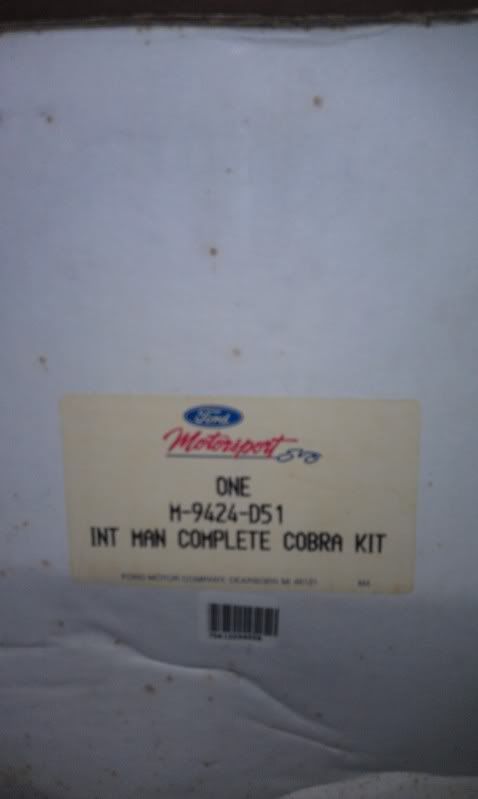 Ford
Motorsport SVO
ONE
M-9424-D51
INT MAN COMPLETE COBRA KIT
FORD MOTOR COMPANY, DEARBORN MI 48121